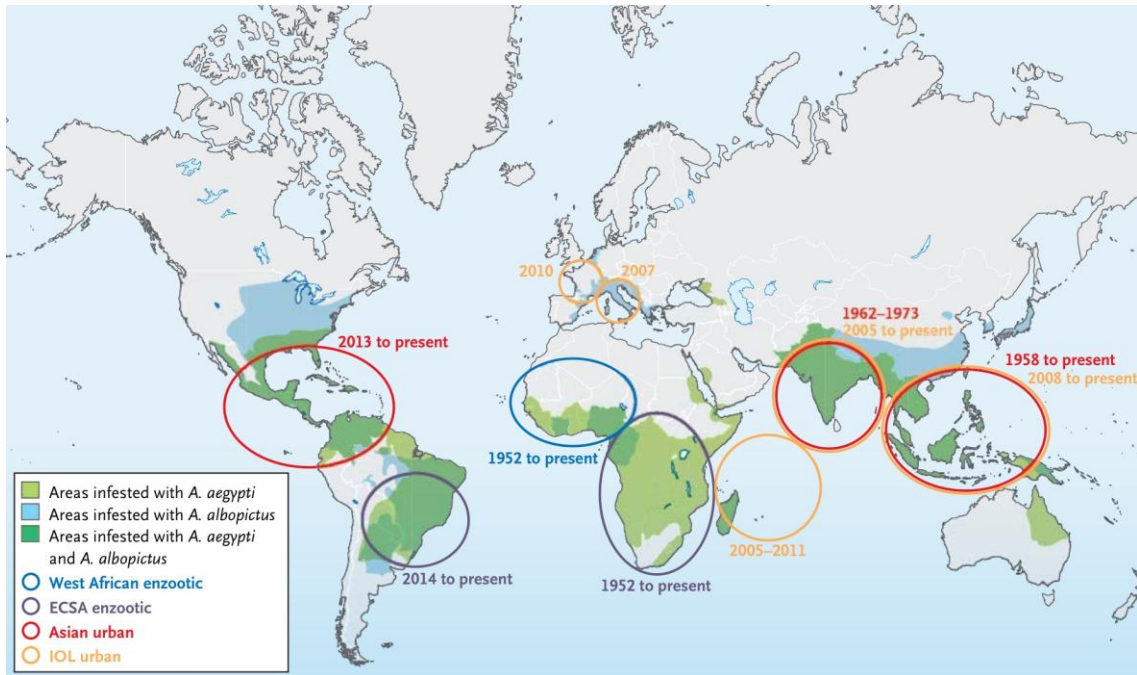 2010
2007
1962–1973
2005 to present
2013 to present
1958 to present
2008 to present
1952 to present
2005–2011
2014 to present
1952 to present
Areas infested with A. aegypti
Areas infested with A. albopictus
Areas infested with A. aegypti
and A. albopictus
West African enzootic
ECSA enzootic
Asian urban
IOL urban